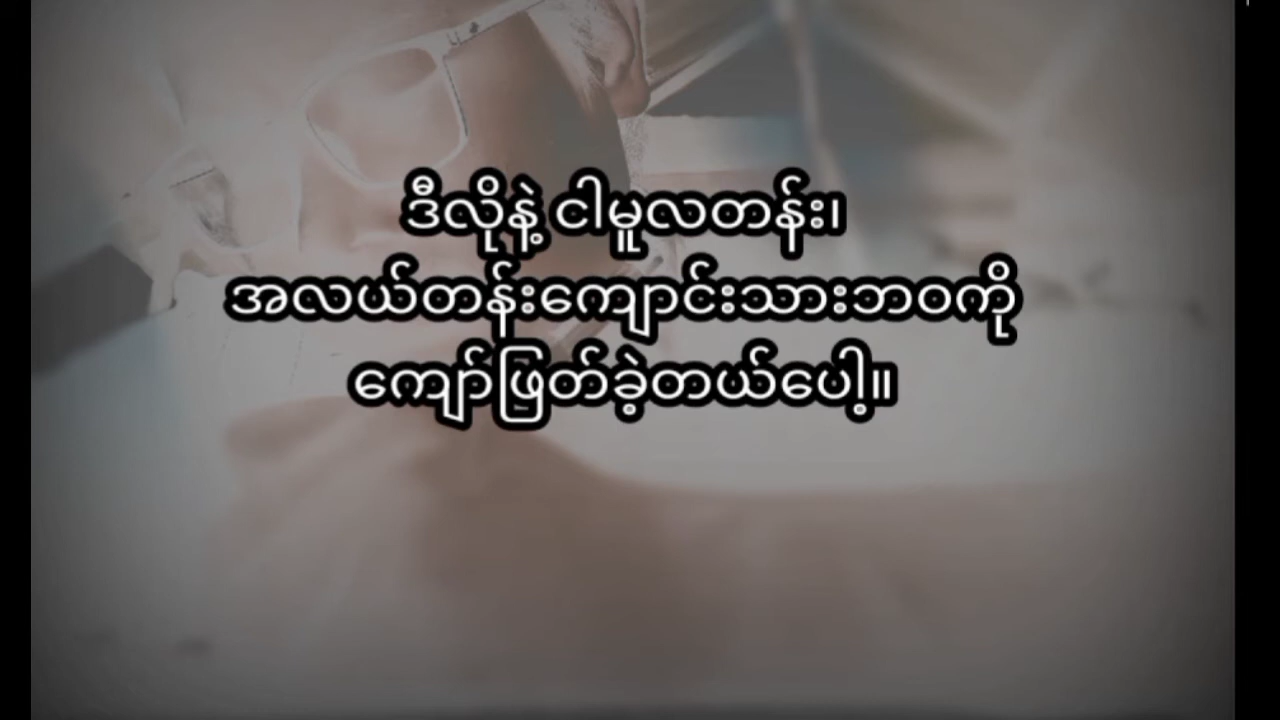 ဒီလိုနဲ့ ငါမူလတန်း၊
အလယ်တန်းကျောင်းသားဘဝကို
ကျော်ဖြတ်ခဲ့တယ်ပေါ့။